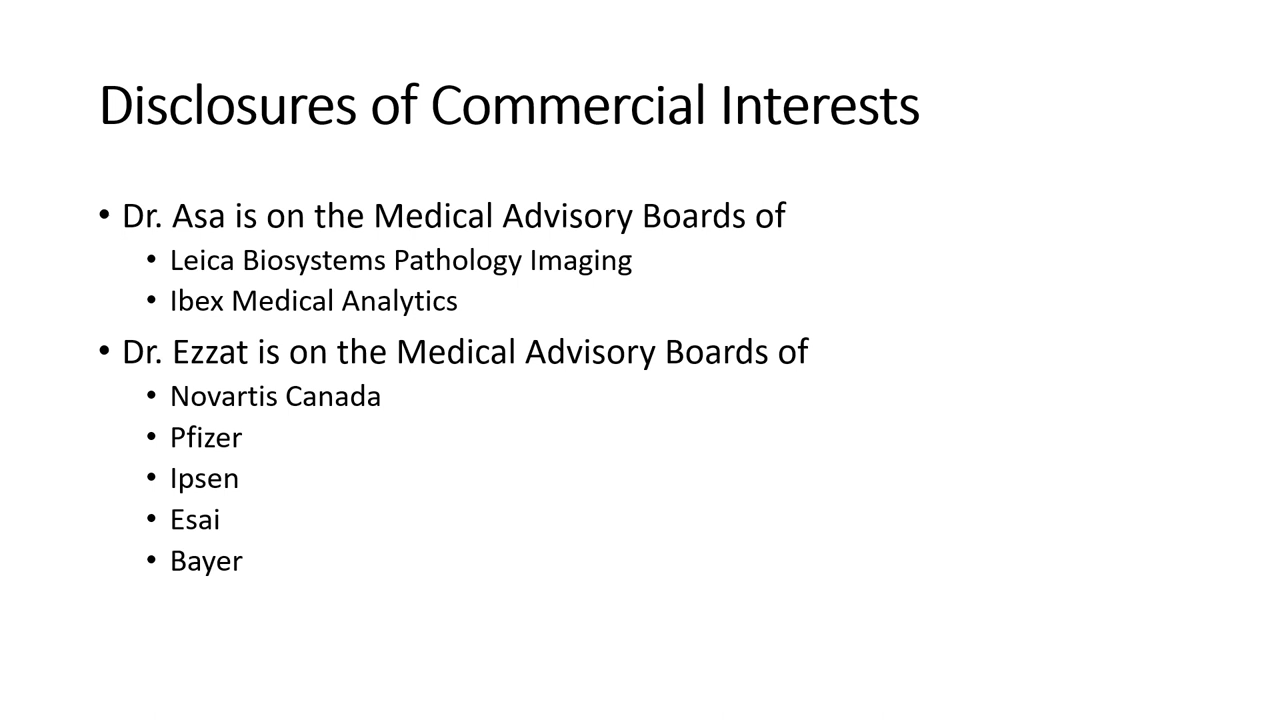 Disclosures of Commercial Interests
• Dr. Asa is on the Medical Advisory Boards of
• Leica Biosystems Pathology Imaging
• Ibex Medical Analytics
• Dr. Ezzat is on the Medical Advisory Boards of
• Novartis Canada
• Pfizer
• Ipsen
• Esai
• Bayer